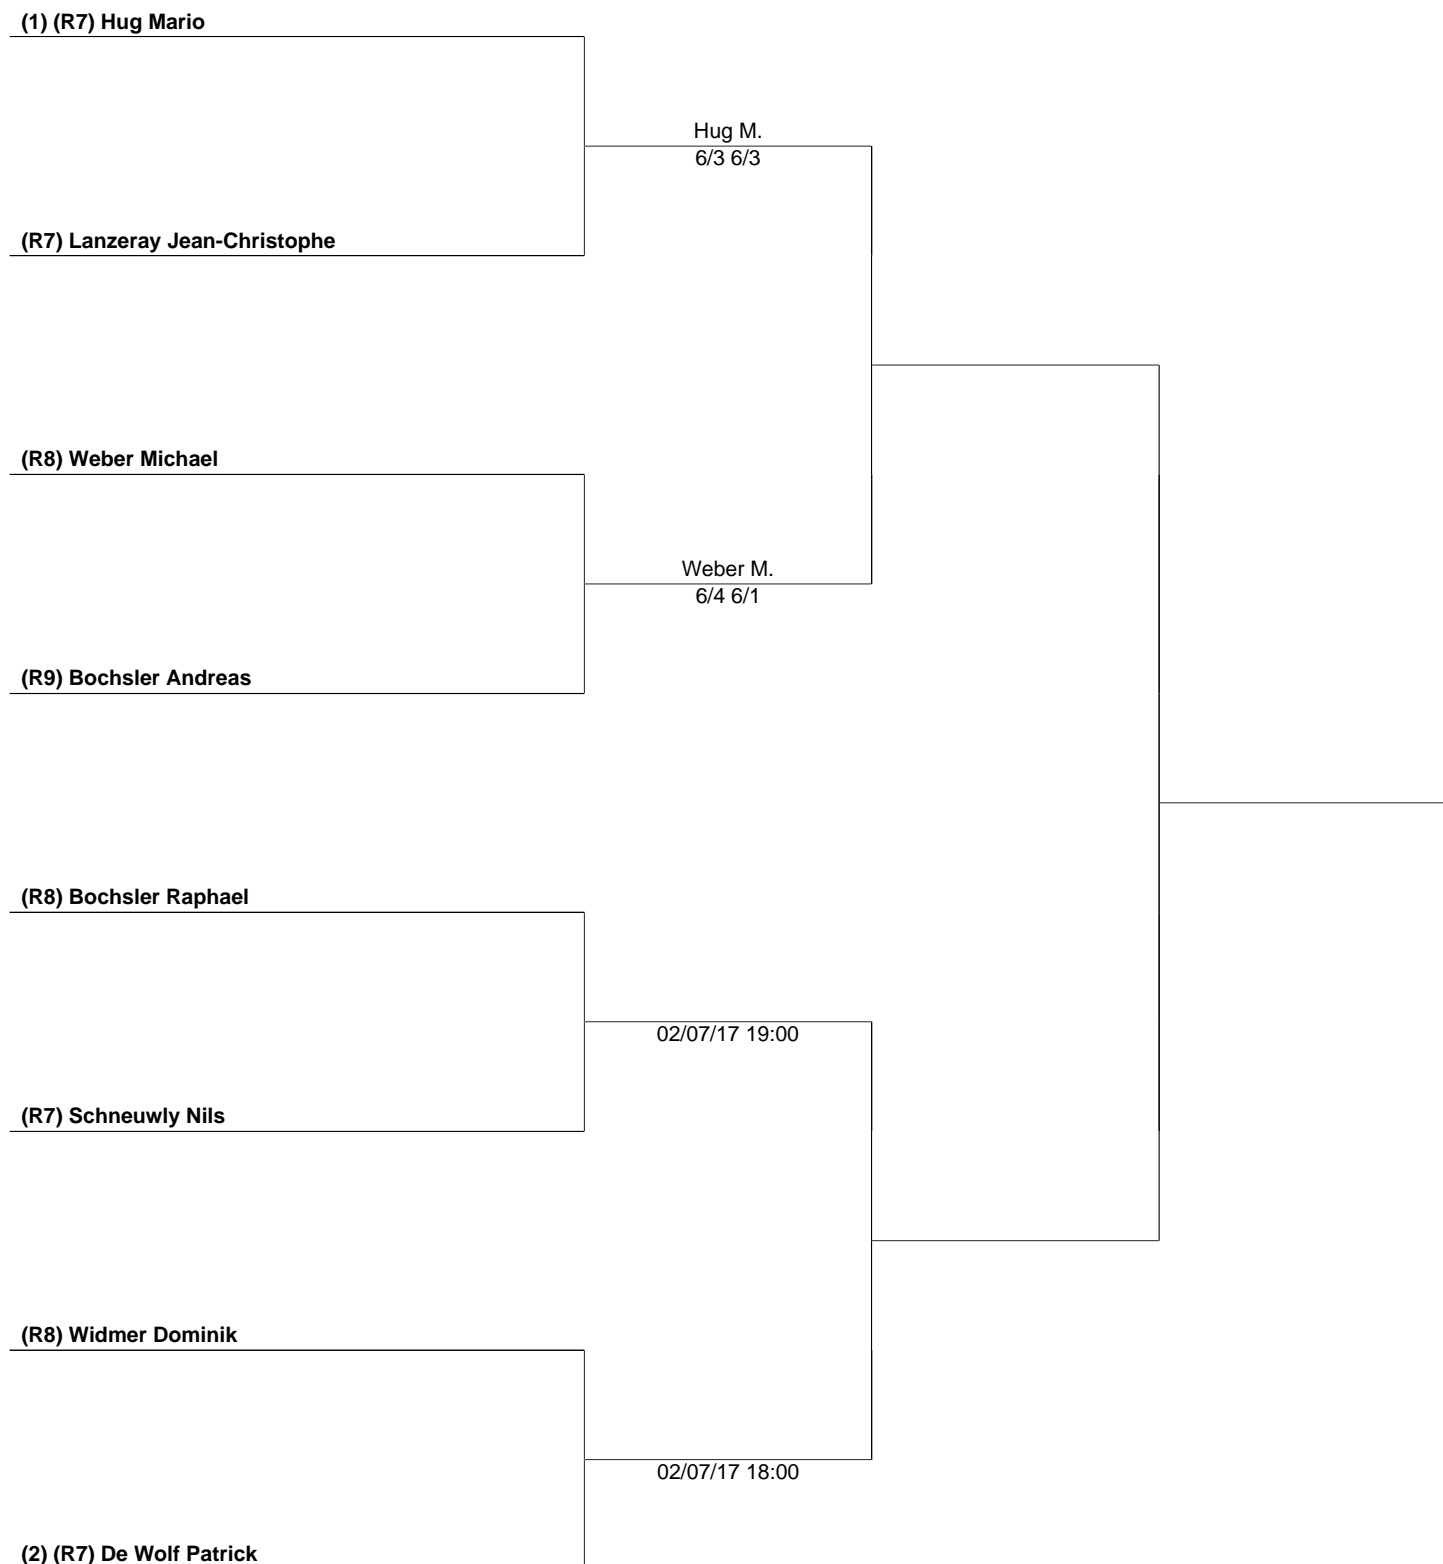 (1) (R7) Hug Mario
Hug M.
6/3 6/3
(R7) Lanzeray Jean-Christophe
(R8) Weber Michael
Weber M.
6/4 6/1
(R9) Bochsler Andreas
(R8) Bochsler Raphael
02/07/17 19:00
(R7) Schneuwly Nils
(R8) Widmer Dominik
02/07/17 18:00
(2) (R7) De Wolf Patrick